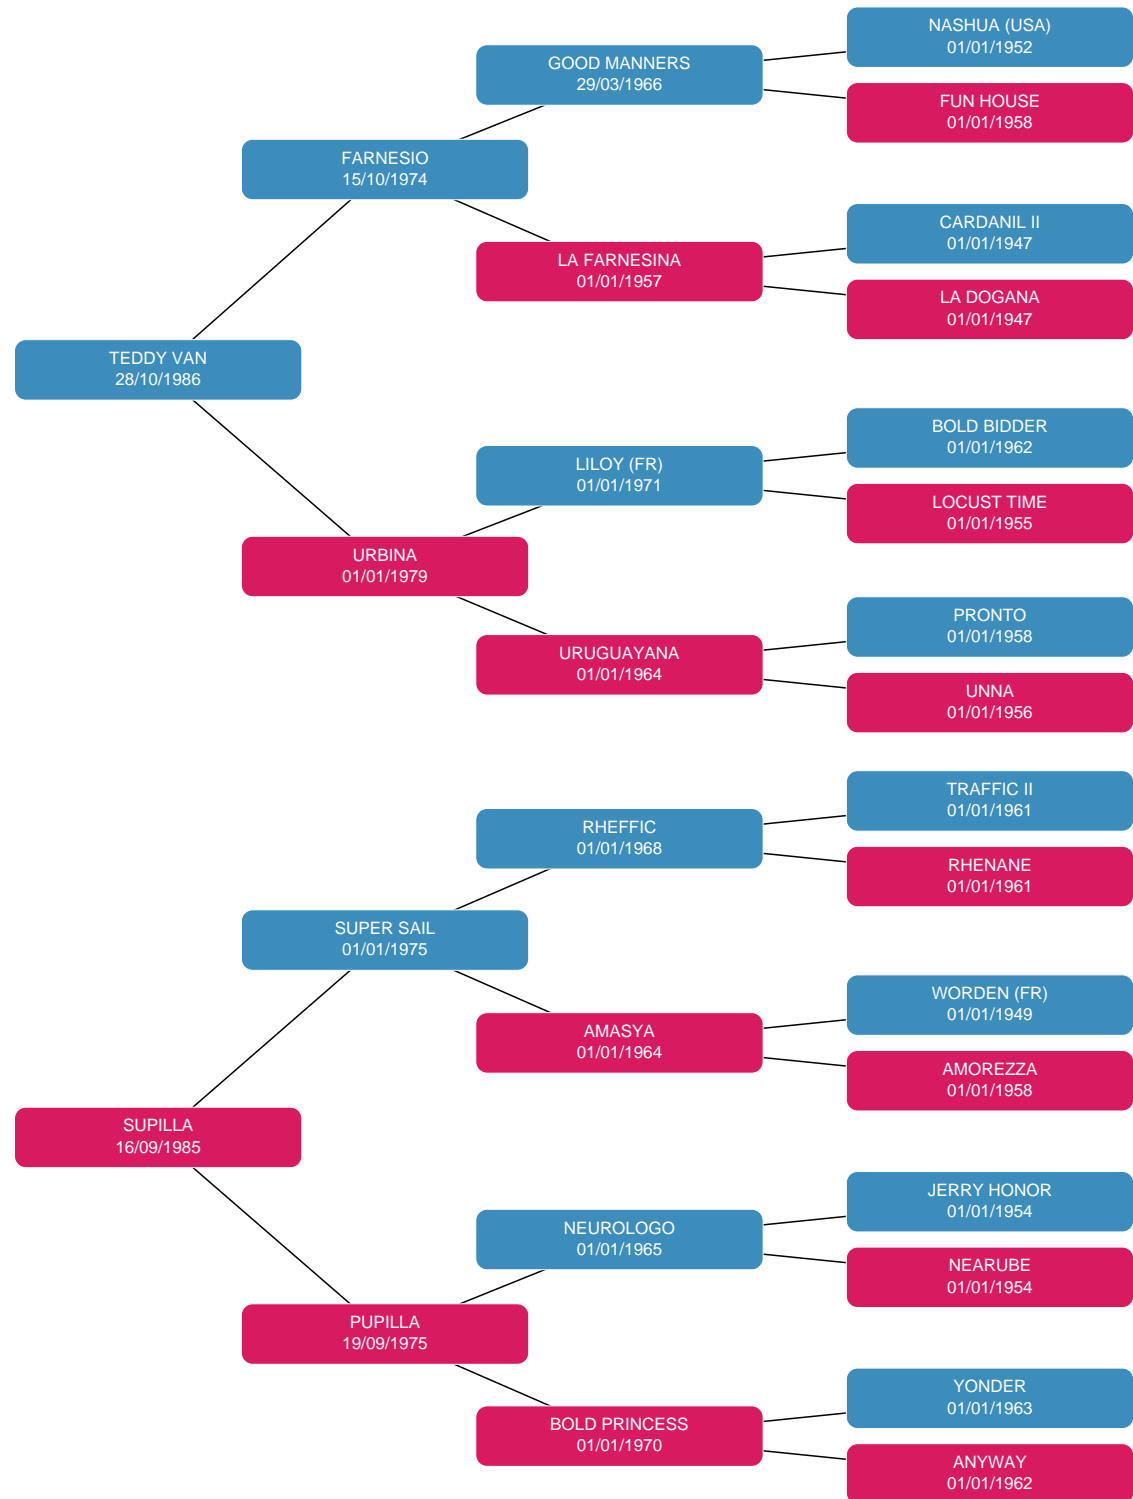 NASHUA (USA)
01/01/1952
GOOD MANNERS
29/03/1966
FUN HOUSE
01/01/1958
FARNESIO
15/10/1974
CARDANIL II
01/01/1947
LA FARNESINA
01/01/1957
LA DOGANA
01/01/1947
TEDDY VAN
28/10/1986
BOLD BIDDER
01/01/1962
LILOY (FR)
01/01/1971
LOCUST TIME
01/01/1955
URBINA
01/01/1979
PRONTO
01/01/1958
URUGUAYANA
01/01/1964
UNNA
01/01/1956
TRAFFIC II
01/01/1961
RHEFFIC
01/01/1968
RHENANE
01/01/1961
SUPER SAIL
01/01/1975
WORDEN (FR)
01/01/1949
AMASYA
01/01/1964
AMOREZZA
01/01/1958
SUPILLA
16/09/1985
JERRY HONOR
01/01/1954
NEUROLOGO
01/01/1965
NEARUBE
01/01/1954
PUPILLA
19/09/1975
YONDER
01/01/1963
BOLD PRINCESS
01/01/1970
ANYWAY
01/01/1962